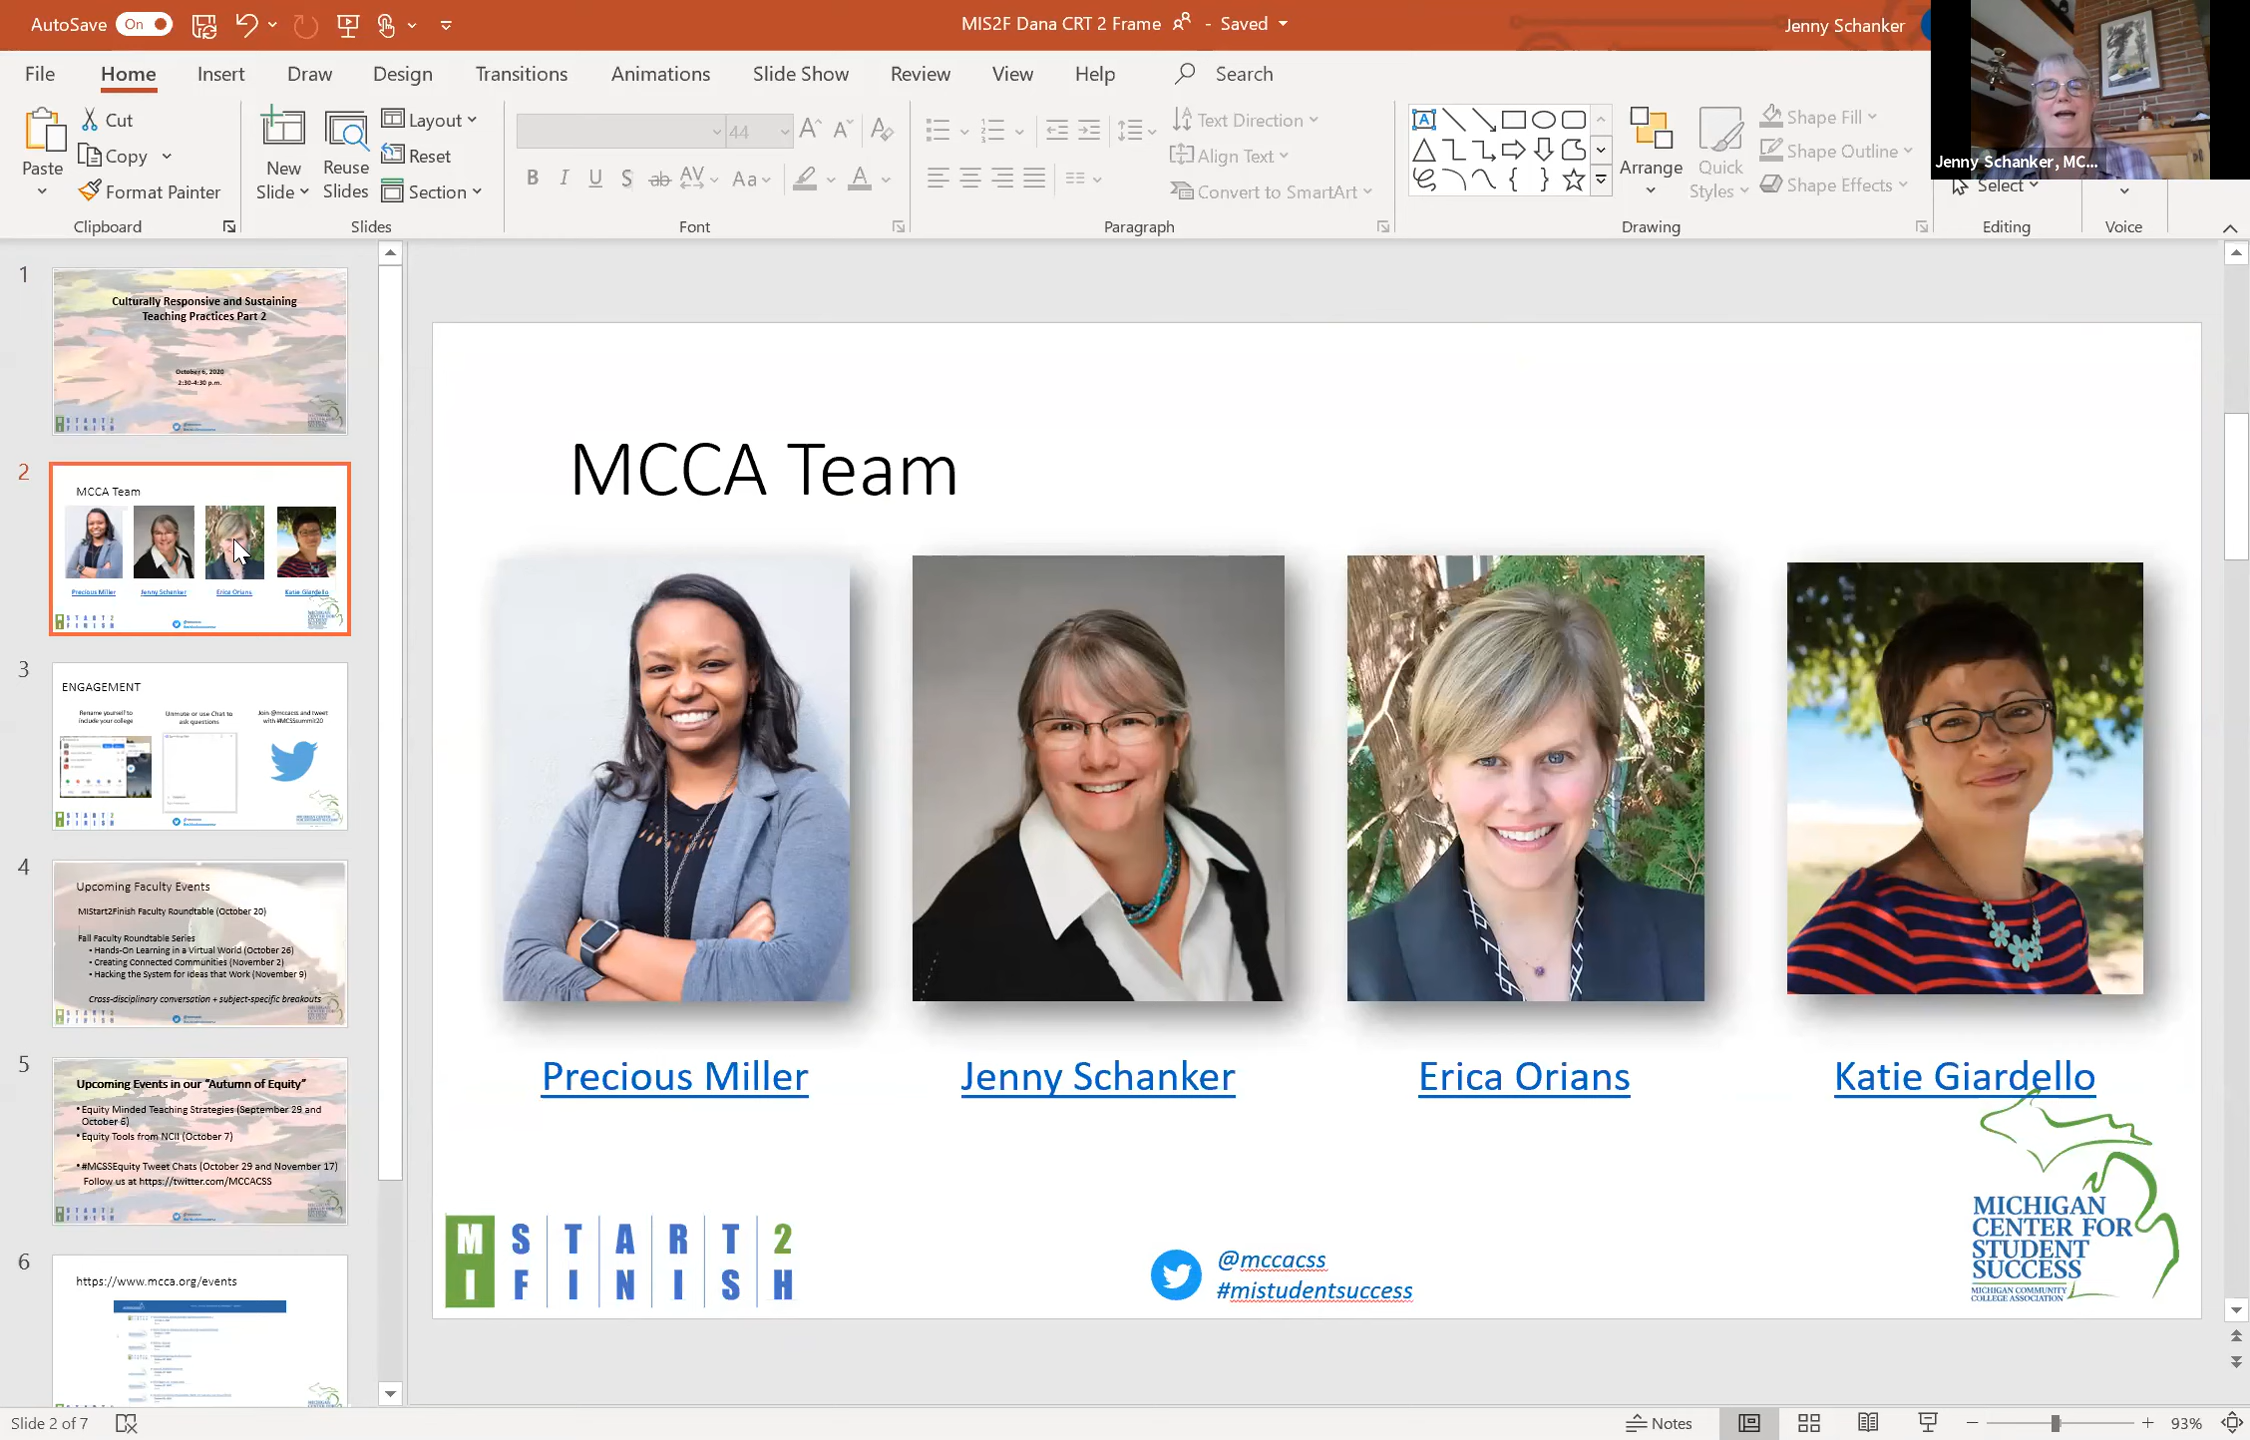 AutoSave On
MIS2F Dana CRT 2 Frame - Saved
Jenny Schanker
File Home Insert Draw Design Transitions Animations Slide Show Review View Help Search
Paste
Cut
Copy
Format Painter
Clipboard
New Slide
Reuse Slides
Layout
Reset
Section
Slides
44
B I U S ab AV Aa A
Font
Text Direction
Align Text
Convert to SmartArt
Paragraph
Arrange
Quick Styles
Shape Fill
Shape Outline
Shape Effects
Drawing
Select
Editing
Voice
Jenny Schanker, MC...
1
Culturally Responsive and Sustaining
Teaching Practices Part 2
October 6, 2020
2:30-4:30 p.m.
2
MCCA Team
Precious Miller Jenny Schanker Erica Orians Katie Giardello
3
ENGAGEMENT
Rename yourself to
include your college
Unmute or use Chat to
ask questions
Join @mccacss and tweet
with #MCSSsummit20
4
Upcoming Faculty Events
MIStart2Finish Faculty Roundtable (October 20)
Fall Faculty Roundtable Series
• Hands-On Learning in a Virtual World (October 26)
• Creating Connected Communities (November 2)
• Hacking the System for Ideas that Work (November 9)
Cross-disciplinary conversation + subject-specific breakouts
5
Upcoming Events in our “Autumn of Equity”
• Equity Minded Teaching Strategies (September 29 and
October 6)
• Equity Tools from NCII (October 7)
• #MCSSEquity Tweet Chats (October 29 and November 17)
Follow us at https://twitter.com/MCCACSS
6
https://www.mcca.org/events
MCCA Team
Precious Miller
Jenny Schanker
Erica Orians
Katie Giardello
MI START 2 FINISH
@mccacss
#mistudentsuccess
MICHIGAN
CENTER FOR
STUDENT
SUCCESS
MICHIGAN COMMUNITY
COLLEGE ASSOCIATION
Slide 2 of 7
Notes
93%